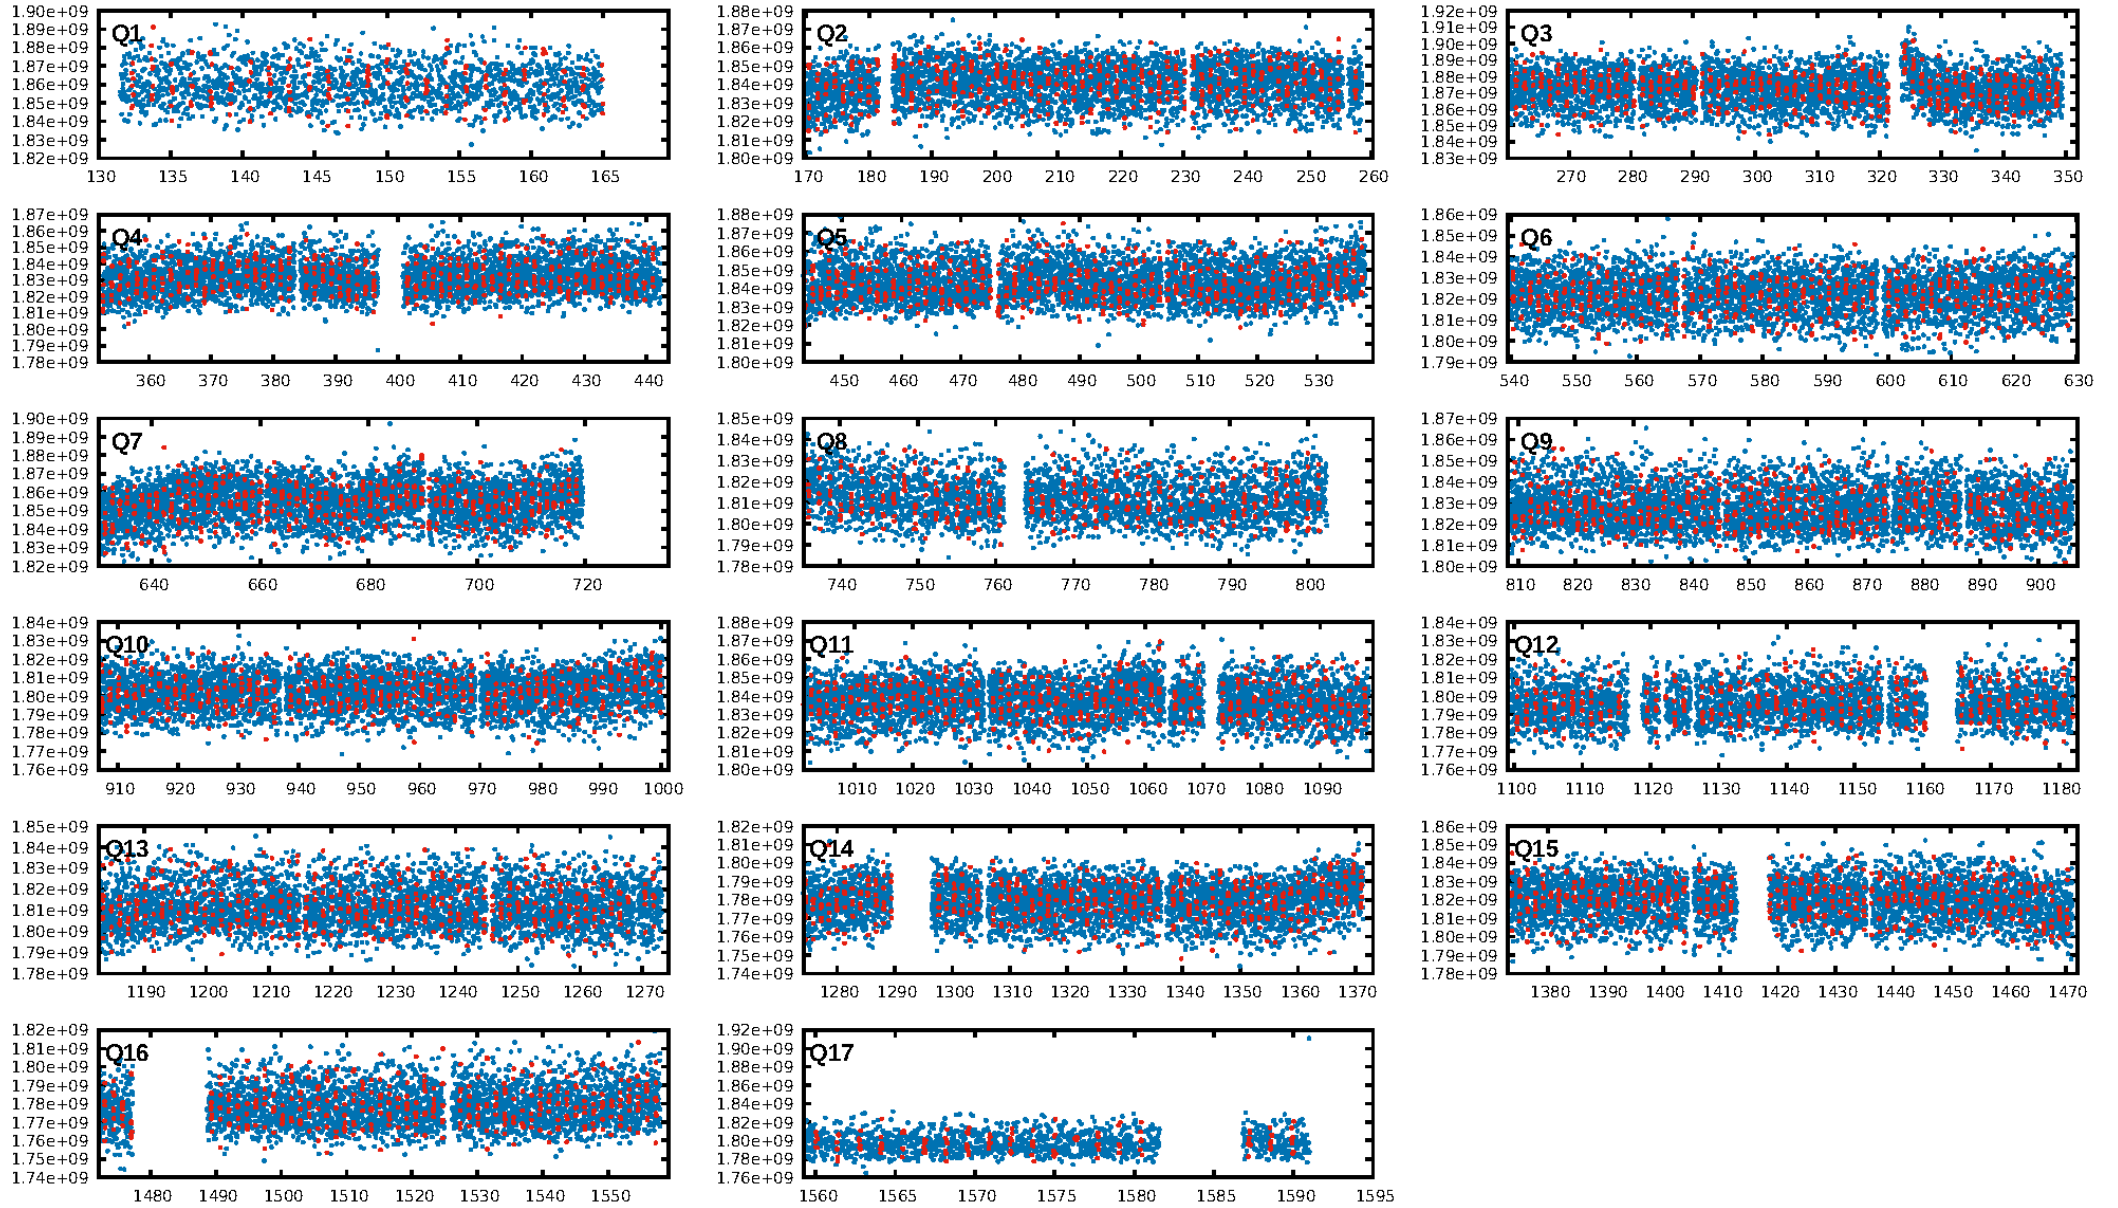 1.90e+09
1.89e+09
1.88e+09
1.87e+09
1.86e+09
1.85e+09
1.84e+09
1.83e+09
1.82e+09
Q1
130 135 140 145 150 155 160 165
1.88e+09
1.87e+09
1.86e+09
1.85e+09
1.84e+09
1.83e+09
1.82e+09
1.81e+09
1.80e+09
Q2
170 180 190 200 210 220 230 240 250 260
1.92e+09
1.91e+09
1.90e+09
1.89e+09
1.88e+09
1.87e+09
1.86e+09
1.85e+09
1.84e+09
1.83e+09
Q3
270 280 290 300 310 320 330 340 350
1.87e+09
1.86e+09
1.85e+09
1.84e+09
1.83e+09
1.82e+09
1.81e+09
1.80e+09
1.79e+09
1.78e+09
Q4
360 370 380 390 400 410 420 430 440
1.88e+09
1.87e+09
1.86e+09
1.85e+09
1.84e+09
1.83e+09
1.82e+09
1.81e+09
1.80e+09
Q5
450 460 470 480 490 500 510 520 530
1.86e+09
1.85e+09
1.84e+09
1.83e+09
1.82e+09
1.81e+09
1.80e+09
1.79e+09
Q6
540 550 560 570 580 590 600 610 620 630
1.90e+09
1.89e+09
1.88e+09
1.87e+09
1.86e+09
1.85e+09
1.84e+09
1.83e+09
1.82e+09
Q7
640 660 680 700 720
1.85e+09
1.84e+09
1.83e+09
1.82e+09
1.81e+09
1.80e+09
1.79e+09
1.78e+09
Q8
740 750 760 770 780 790 800
1.87e+09
1.86e+09
1.85e+09
1.84e+09
1.83e+09
1.82e+09
1.81e+09
1.80e+09
Q9
810 820 830 840 850 860 870 880 890 900
1.84e+09
1.83e+09
1.82e+09
1.81e+09
1.80e+09
1.79e+09
1.78e+09
1.77e+09
1.76e+09
Q10
910 920 930 940 950 960 970 980 990 1000
1.88e+09
1.87e+09
1.86e+09
1.85e+09
1.84e+09
1.83e+09
1.82e+09
1.81e+09
1.80e+09
Q11
1010 1020 1030 1040 1050 1060 1070 1080 1090
1.84e+09
1.83e+09
1.82e+09
1.81e+09
1.80e+09
1.79e+09
1.78e+09
1.77e+09
1.76e+09
Q12
1100 1110 1120 1130 1140 1150 1160 1170 1180
1.85e+09
1.84e+09
1.83e+09
1.82e+09
1.81e+09
1.80e+09
1.79e+09
1.78e+09
Q13
1190 1200 1210 1220 1230 1240 1250 1260 1270
1.82e+09
1.81e+09
1.80e+09
1.79e+09
1.78e+09
1.77e+09
1.76e+09
1.75e+09
1.74e+09
Q14
1280 1290 1300 1310 1320 1330 1340 1350 1360 1370
1.86e+09
1.85e+09
1.84e+09
1.83e+09
1.82e+09
1.81e+09
1.80e+09
1.79e+09
1.78e+09
Q15
1380 1390 1400 1410 1420 1430 1440 1450 1460 1470
1.82e+09
1.81e+09
1.80e+09
1.79e+09
1.78e+09
1.77e+09
1.76e+09
1.75e+09
1.74e+09
Q16
1480 1490 1500 1510 1520 1530 1540 1550
1.92e+09
1.90e+09
1.88e+09
1.86e+09
1.84e+09
1.82e+09
1.80e+09
1.78e+09
1.76e+09
Q17
1560 1565 1570 1575 1580 1585 1590 1595